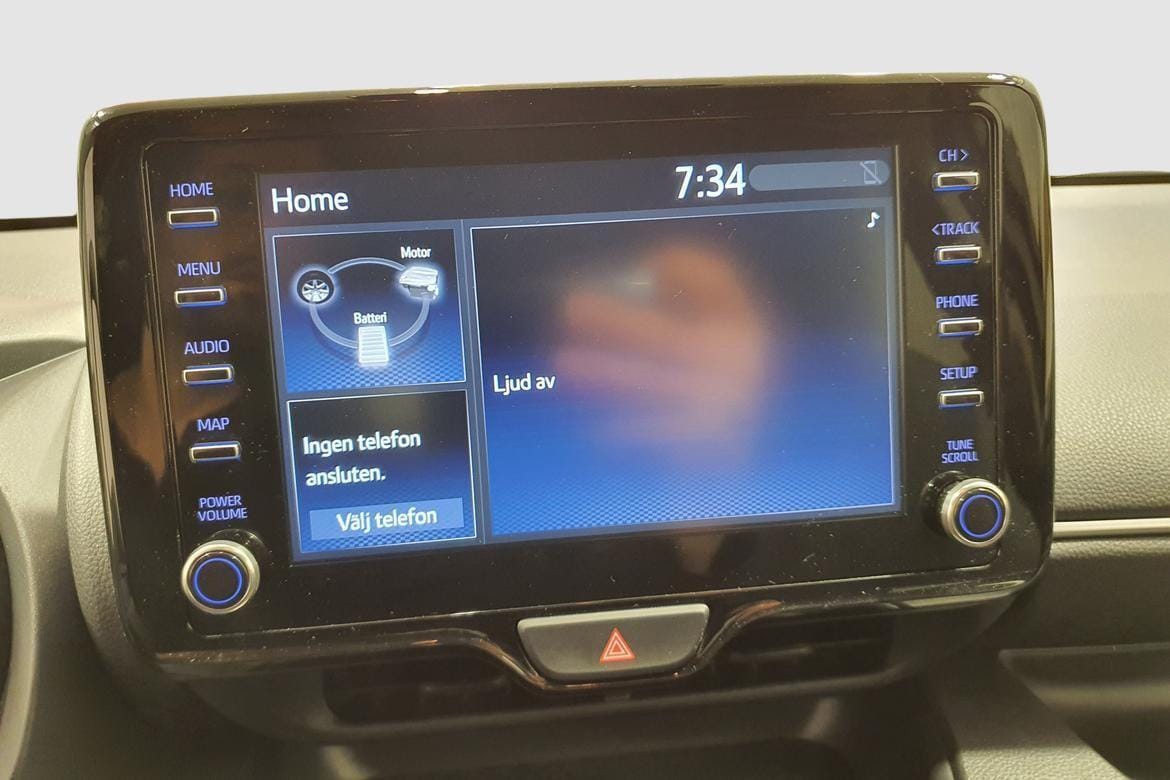 HOME
MENU
AUDIO
MAP
POWER
VOLUME
Home
7:34
Motor
Batteri
Ingen telefon
ansluten.
Välj telefon
Ljud av
CH >
< TRACK
PHONE
SETUP
TUNE
SCROLL